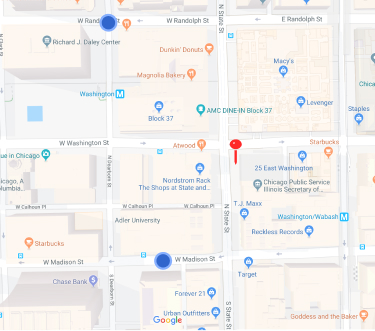 W Randolph St
E Randolph St
N State St
Richard J. Daley Center
Dunkin' Donuts
Macy's
Magnolia Bakery
Washington M
Block 37
AMC DINE-IN Block 37
Levenger
Staples
W Washington St
Atwood
Starbucks
ue in Chicago
Nordstrom Rack
The Shops at State and...
25 East Washington
Chicago Public Service
Illinois Secretary of...
N Dearborn St
W Calhoun Pl
W Calhoun Pl
N State St
T.J. Maxx
Adler University
Washington/Wabash M
Reckless Records
Starbucks
W Madison St
W Madison St
Chase Bank
Target
S Dearborn St
Forever 21
Urban Outfitters
S State St
Google
Goddess and the Baker